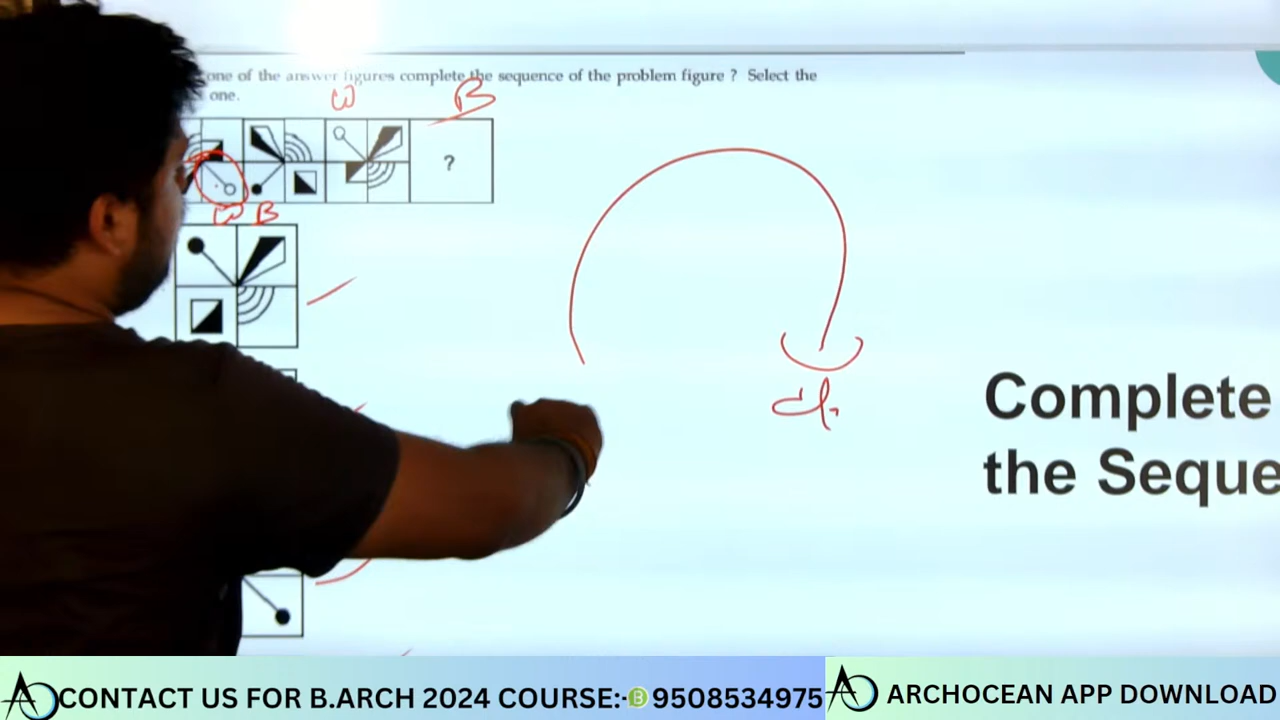 one of the answer figures complete the sequence of the problem figure ? Select the
one.
W B
?
W B
Complete
the Seque
CONTACT US FOR B.ARCH 2024 COURSE:- B 9508534975
ARCHOCEAN APP DOWNLOAD